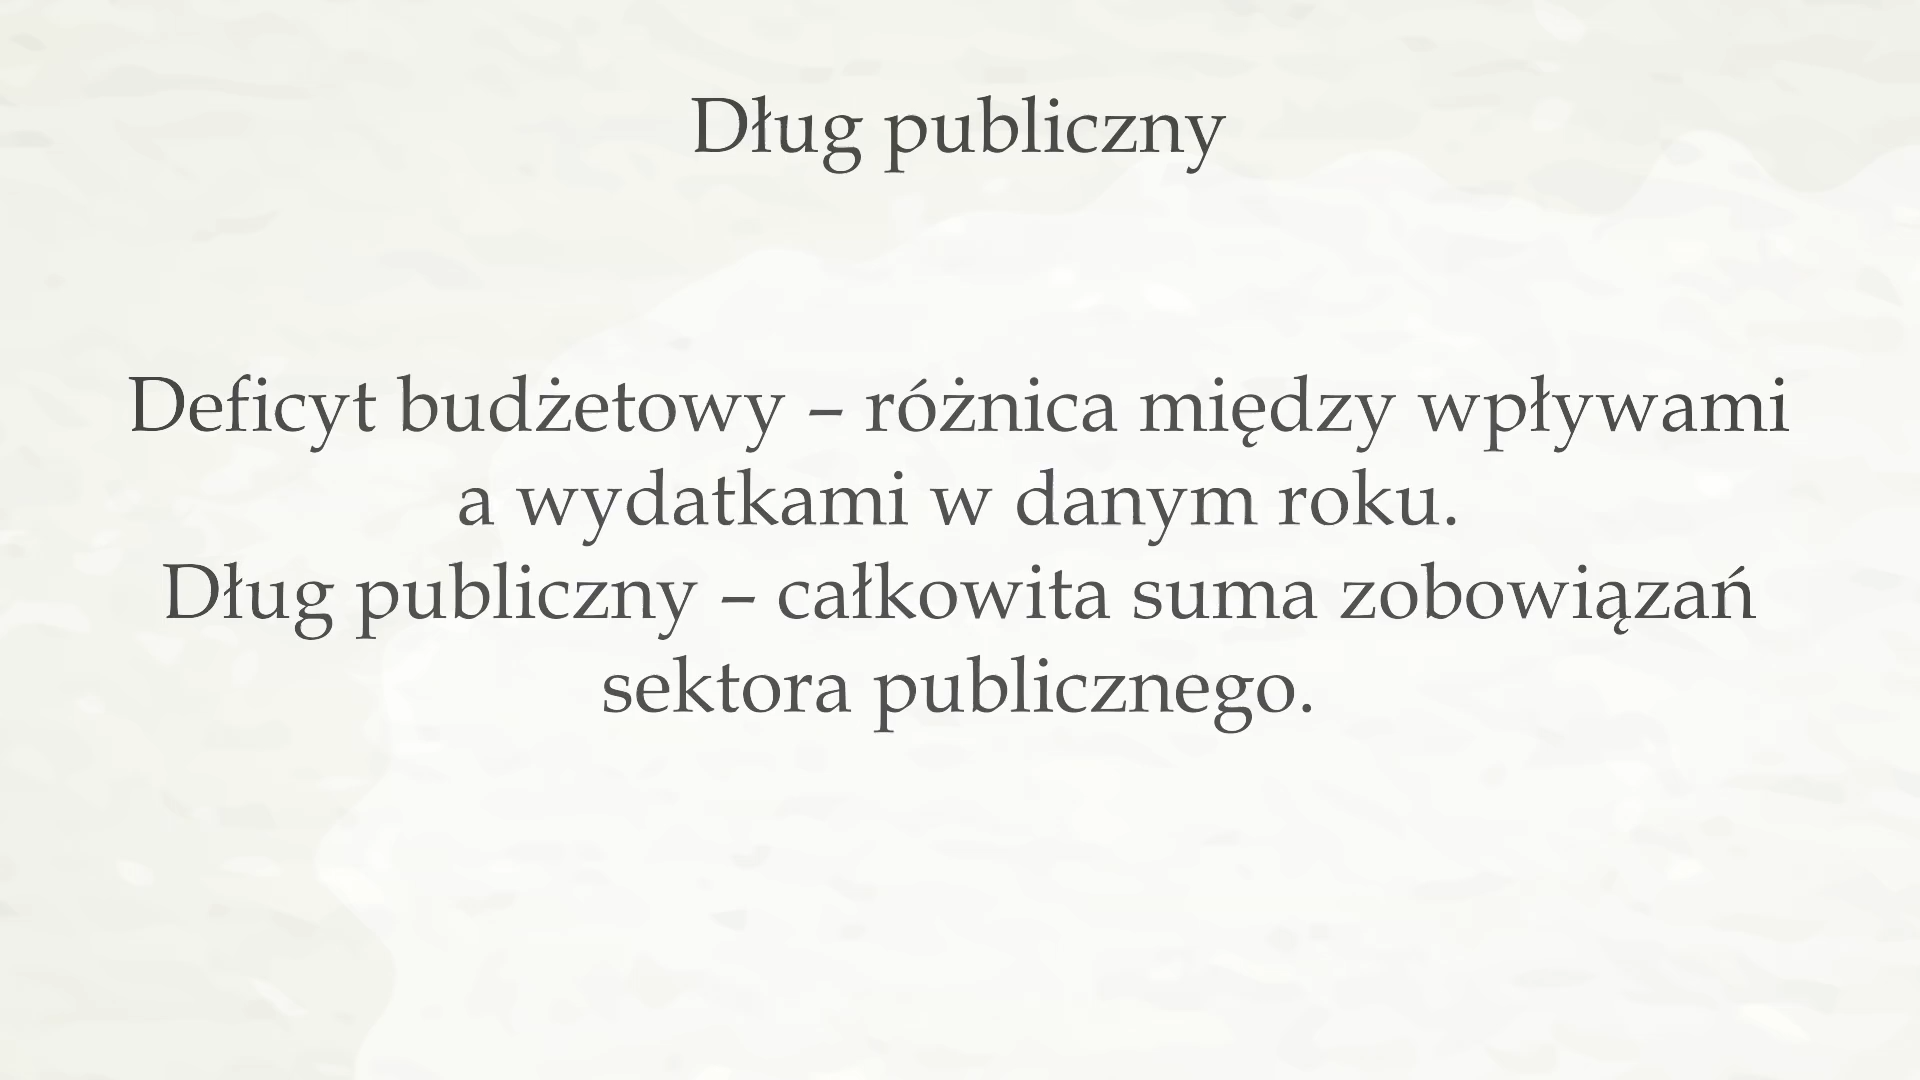 Dług publiczny
Deficyt budżetowy – różnica między wpływami
a wydatkami w danym roku.
Dług publiczny – całkowita suma zobowiązań
sektora publicznego.